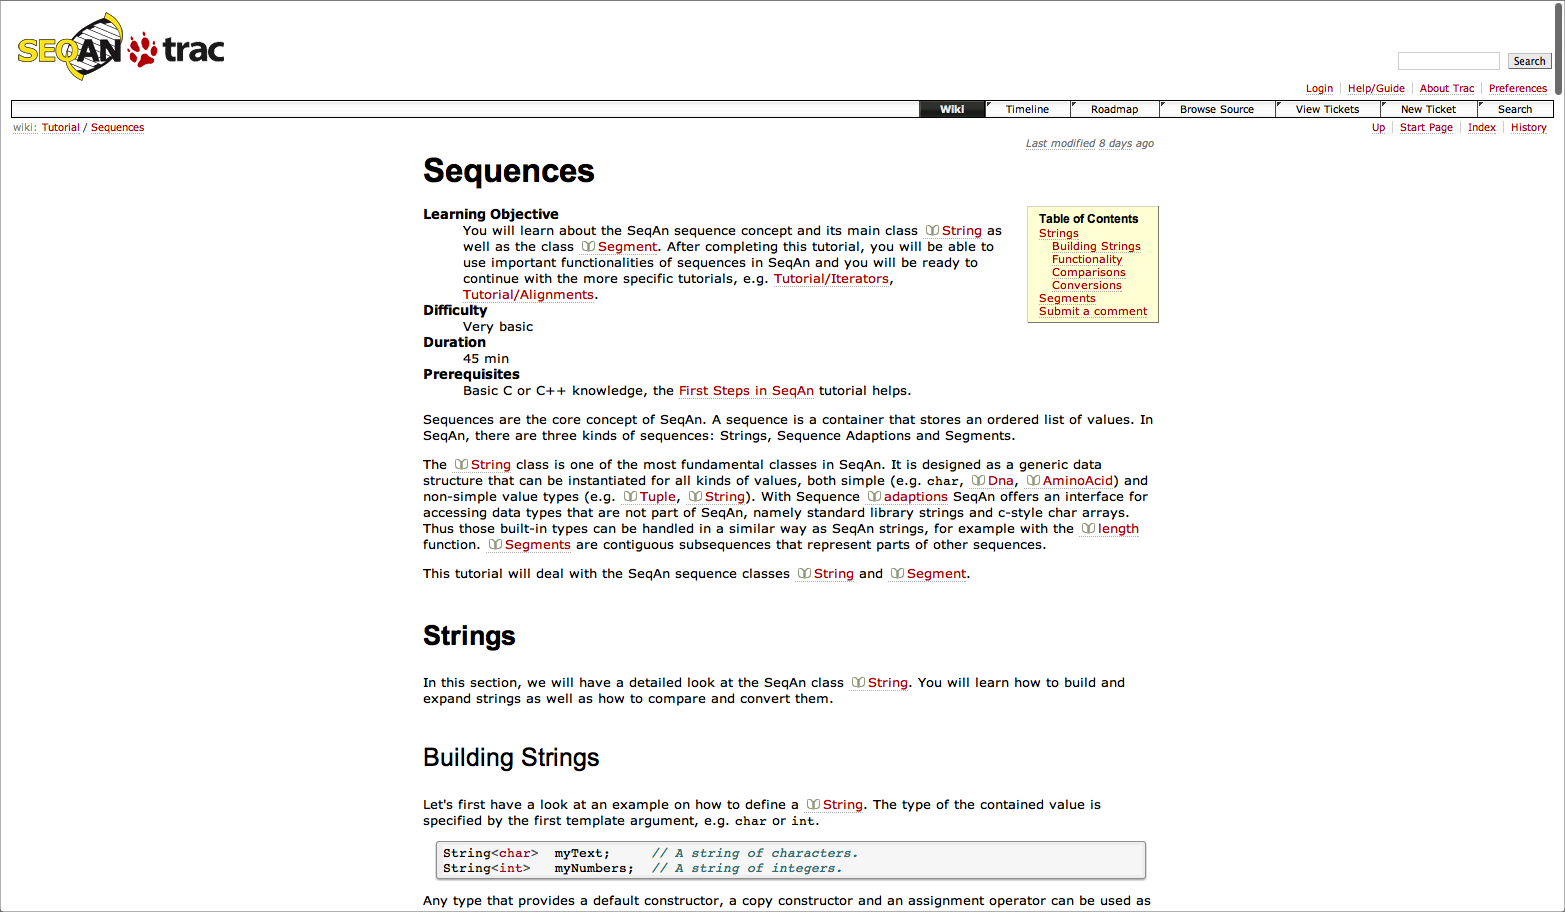 SEQAN trac
Search
Login Help/Guide About Trac Preferences
Wiki Timeline Roadmap Browse Source View Tickets New Ticket Search
wiki: Tutorial / Sequences
Up Start Page Index History
Last modified 8 days ago
Sequences
Learning Objective
You will learn about the SeqAn sequence concept and its main class String as
well as the class Segment. After completing this tutorial, you will be able to
use important functionalities of sequences in SeqAn and you will be ready to
continue with the more specific tutorials, e.g. Tutorial/Iterators,
Tutorial/Alignments.
Difficulty
Very basic
Duration
45 min
Prerequisites
Basic C or C++ knowledge, the First Steps in SeqAn tutorial helps.
Table of Contents
Strings
Building Strings
Functionality
Comparisons
Conversions
Segments
Submit a comment
Sequences are the core concept of SeqAn. A sequence is a container that stores an ordered list of values. In
SeqAn, there are three kinds of sequences: Strings, Sequence Adaptions and Segments.
The String class is one of the most fundamental classes in SeqAn. It is designed as a generic data
structure that can be instantiated for all kinds of values, both simple (e.g. char, Dna, AminoAcid) and
non-simple value types (e.g. Tuple, String). With Sequence adaptions SeqAn offers an interface for
accessing data types that are not part of SeqAn, namely standard library strings and c-style char arrays.
Thus those built-in types can be handled in a similar way as SeqAn strings, for example with the length
function. Segments are contiguous subsequences that represent parts of other sequences.
This tutorial will deal with the SeqAn sequence classes String and Segment.
Strings
In this section, we will have a detailed look at the SeqAn class String. You will learn how to build and
expand strings as well as how to compare and convert them.
Building Strings
Let's first have a look at an example on how to define a String. The type of the contained value is
specified by the first template argument, e.g. char or int.
String<char> myText; // A string of characters.
String<int> myNumbers; // A string of integers.
Any type that provides a default constructor, a copy constructor and an assignment operator can be used as